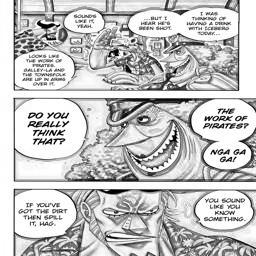 I WAS
THINKING OF
HAVING A DRINK
WITH ICEBERG
TODAY...
...BUT I
HEAR HE'S
BEEN SHOT.
SOUNDS
LIKE IT,
YEAH.
LOOKS LIKE
THE WORK OF
PIRATES.
GALLEY-LA AND
THE TOWNSFOLK
ARE UP IN ARMS
OVER IT.
THE
WORK OF
PIRATES?
NGA GA
GA!
DO YOU
REALLY
THINK
THAT?
YOU SOUND
LIKE YOU
KNOW
SOMETHING.
IF YOU'VE
GOT THE DIRT
THEN SPILL
IT, HAG.